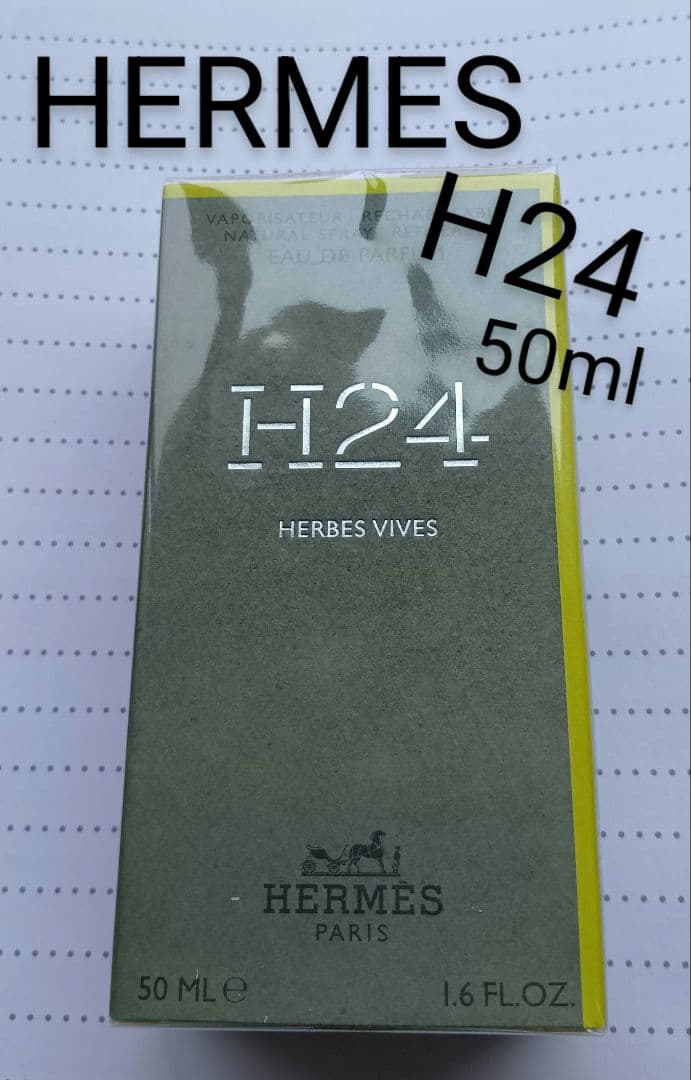 HERMES
H24
50ml
VAPORISATEUR
NATURAL SPRAY
EAU DE PARFUM
H24
HERBES VIVES
HERMÈS
PARIS
50 ML e
1.6 FL.OZ.